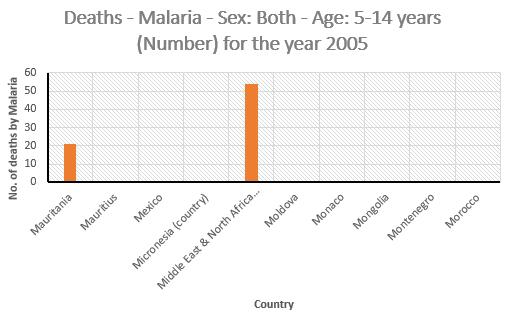 Deaths - Malaria - Sex: Both - Age: 5-14 years
(Number) for the year 2005
No. of deaths by Malaria
60
50
40
30
20
10
0
Mauritania
Mauritius
Mexico
Micronesia (country)
Middle East & North Africa...
Moldova
Monaco
Mongolia
Montenegro
Morocco
Country